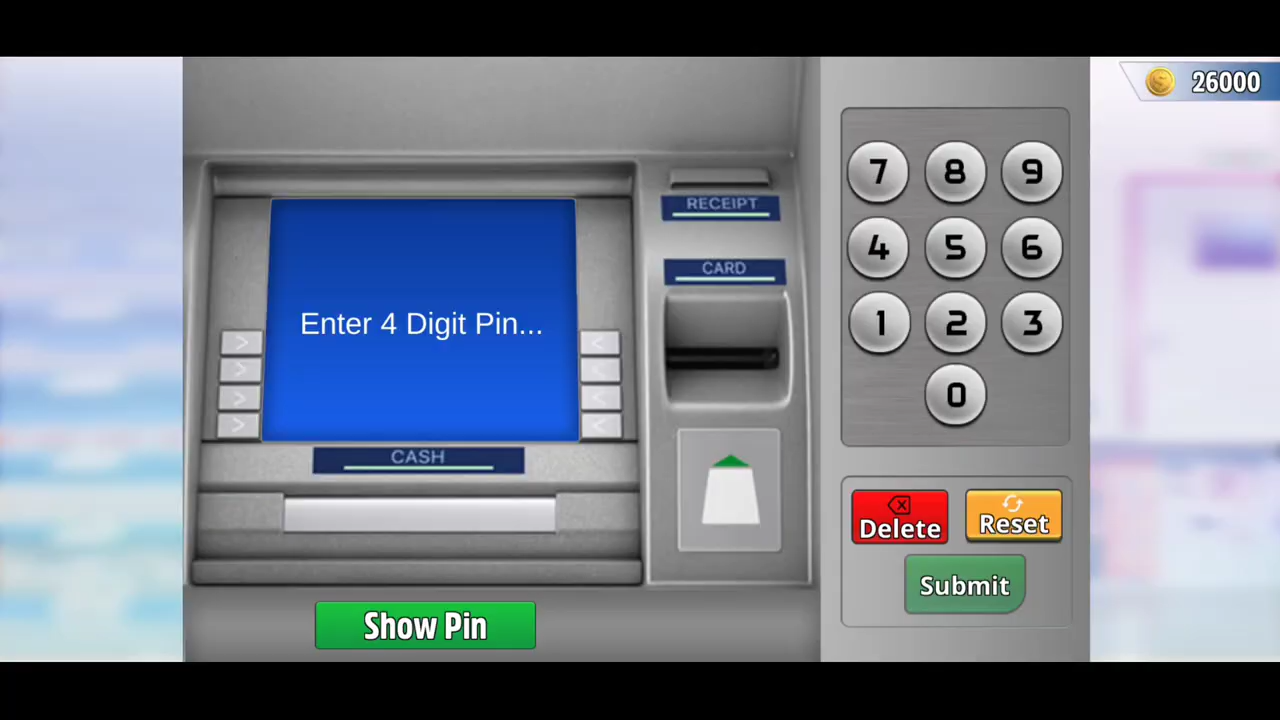 26000
RECEIPT
CARD
Enter 4 Digit Pin...
CASH
Show Pin
7 8 9
4 5 6
1 2 3
0
Delete Reset
Submit